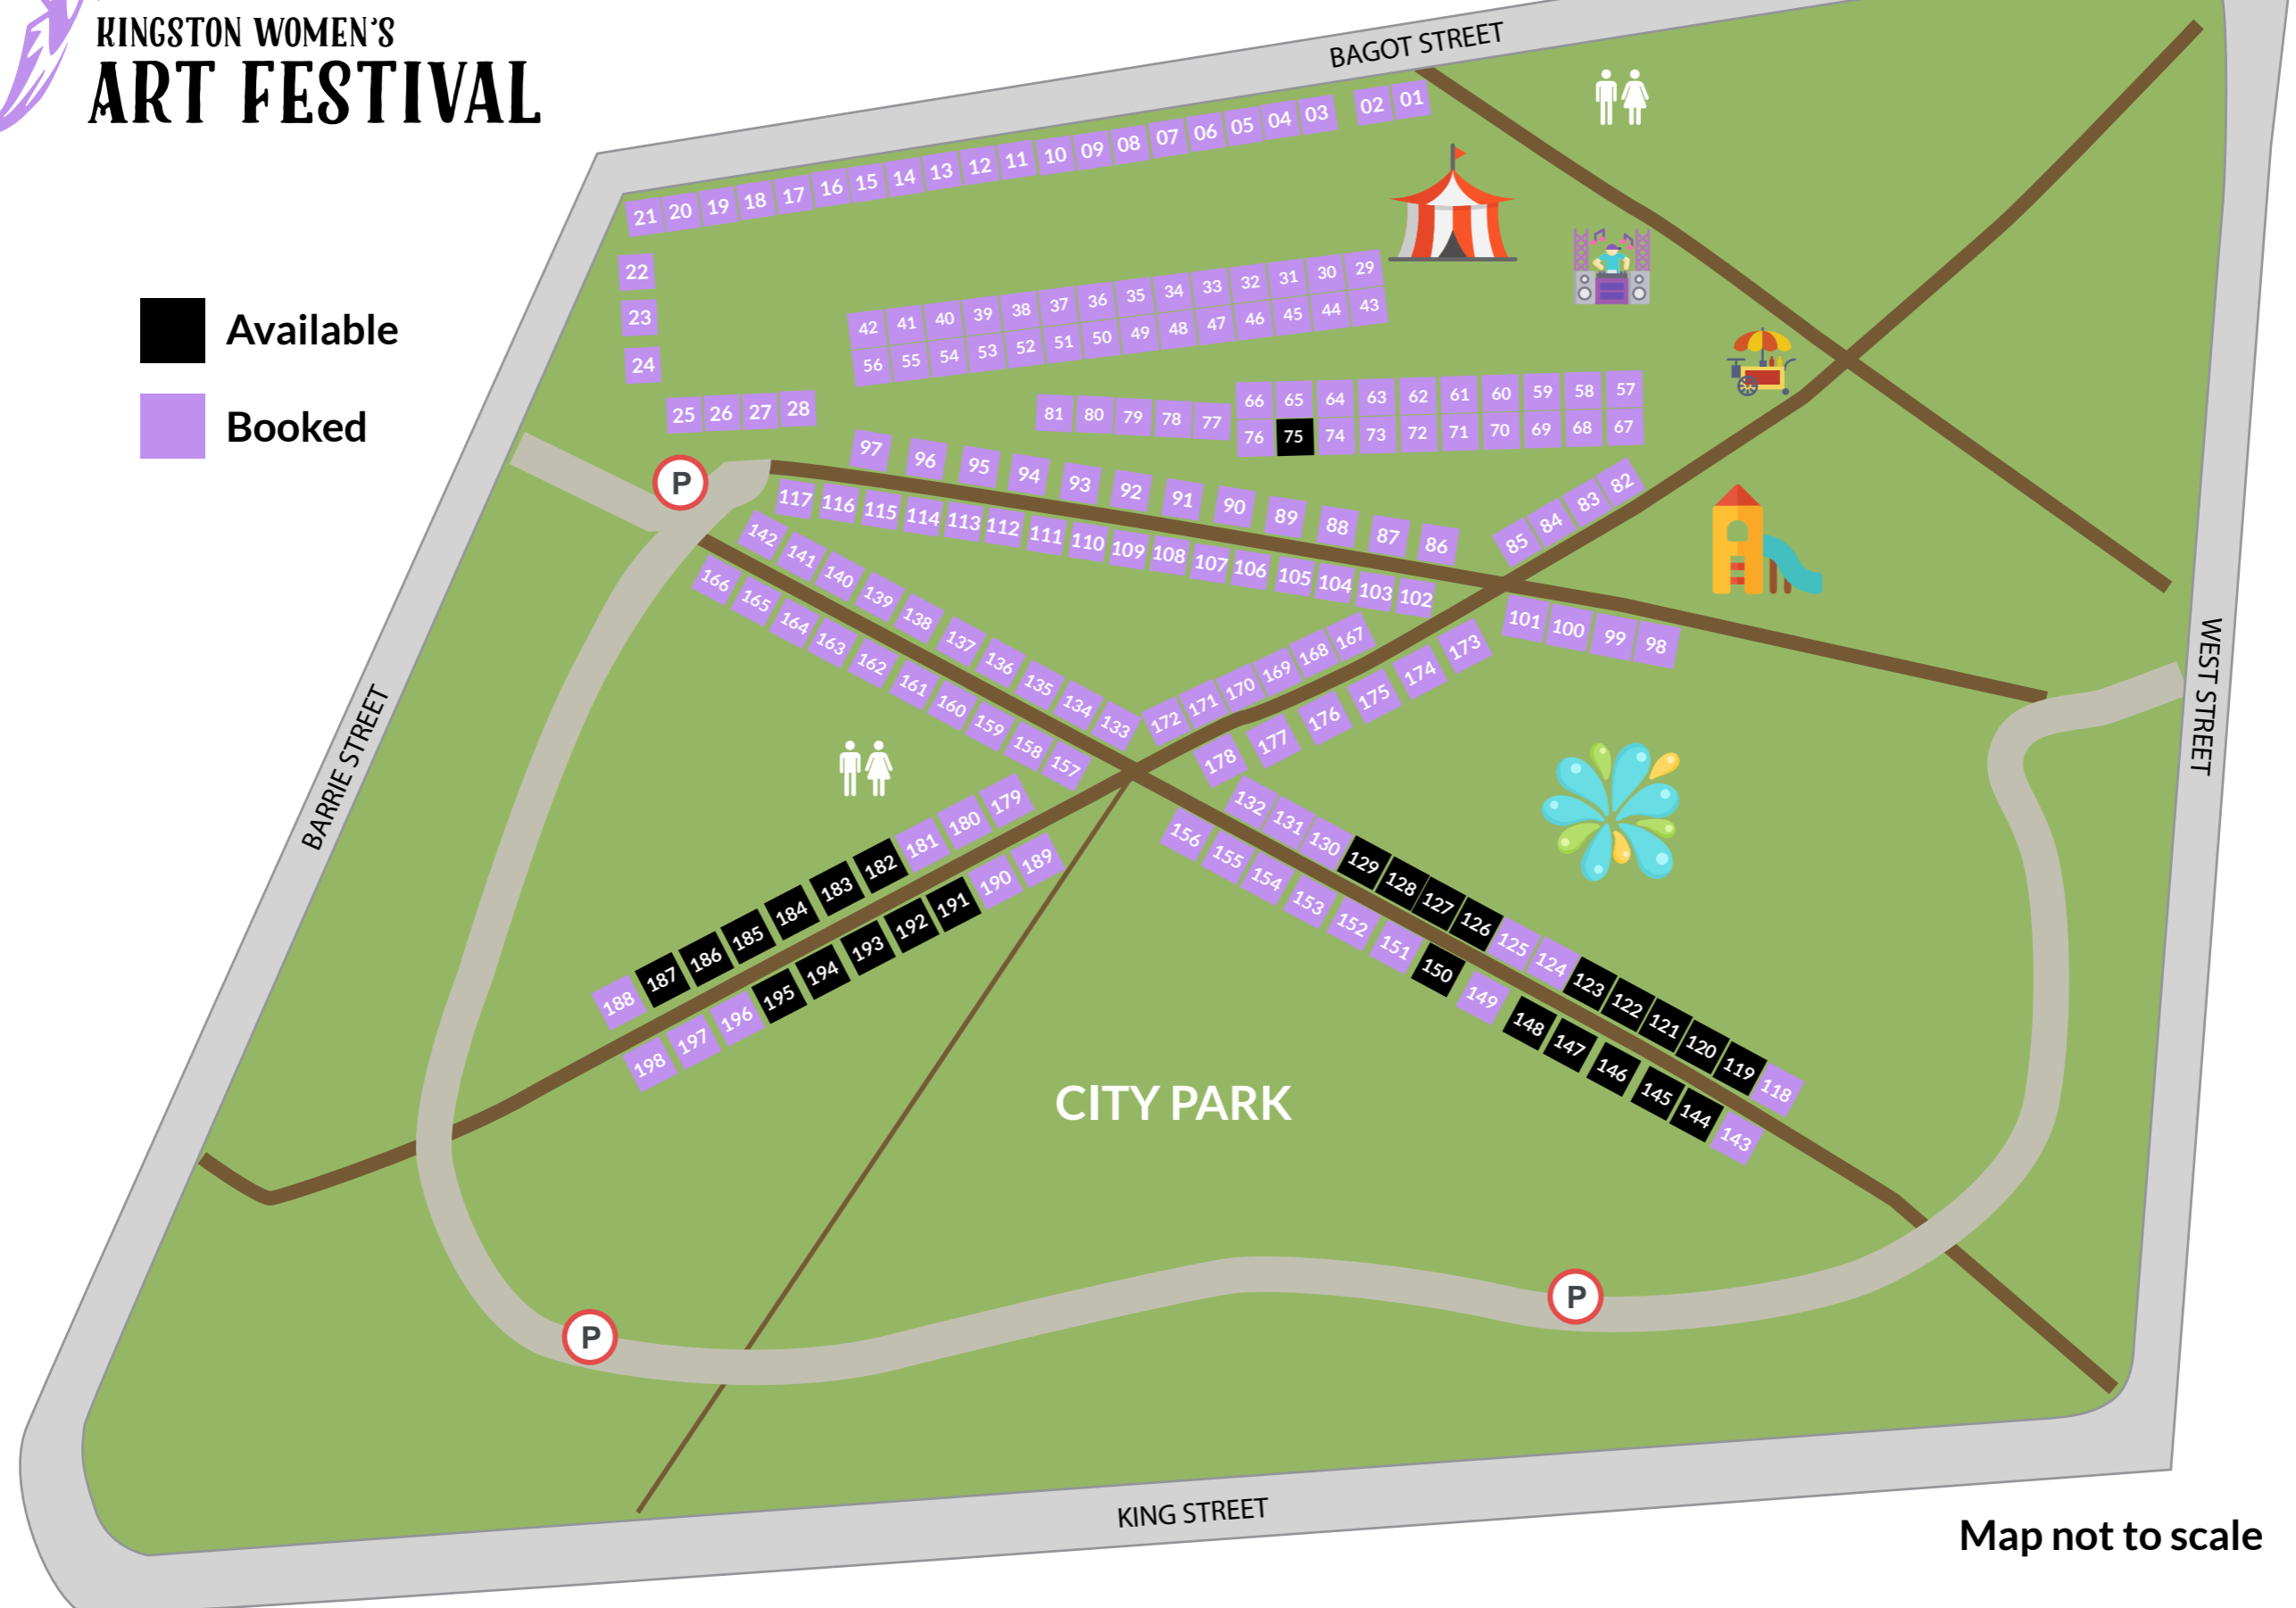 KINGSTON WOMEN'S
ART FESTIVAL
Available
Booked
BAGOT STREET
21 20 19 18 17 16 15 14 13 12 11 10 09 08 07 06 05 04 03 02 01
22
23
24
25 26 27 28
42 41 40 39 38 37 36 35 34 33 32 31 30 29
56 55 54 53 52 51 50 49 48 47 46 45 44 43
66 65 64 63 62 61 60 59 58 57
81 80 79 78 77
76 75 74 73 72 71 70 69 68 67
P
97 96 95 94 93 92 91 90 89 88 87 86
85 84 83 82
117 116 115 114 113 112 111 110 109 108 107 106 105 104 103 102
101 100 99 98
142 141 140 139 138 137 136 135 134 133
166 165 164 163 162 161 160 159 158 157
172 171 170 169 168 167
178 177 176 175 174 173
BARRIE STREET
WEST STREET
188 187 186 185 184 183 182 181 180 179
198 197 196 195 194 193 192 191 190 189
132 131 130 129 128 127 126 125 124 123 122 121 120 119 118
156 155 154 153 152 151 150 149 148 147 146 145 144 143
CITY PARK
P
P
KING STREET
Map not to scale